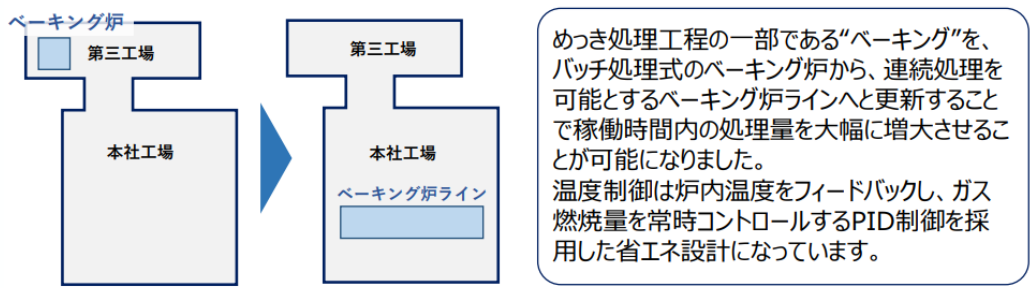 ベーキング炉
第三工場
本社工場
第三工場
本社工場
ベーキング炉ライン
めっき処理工程の一部である“ベーキング”を、
バッチ処理式のベーキング炉から、連続処理を
可能とするベーキング炉ラインへと更新すること
で稼働時間内の処理量を大幅に増大させるこ
とが可能になりました。
温度制御は炉内温度をフィードバックし、ガス
燃焼量を常時コントロールするPID制御を採
用した省エネ設計になっています。